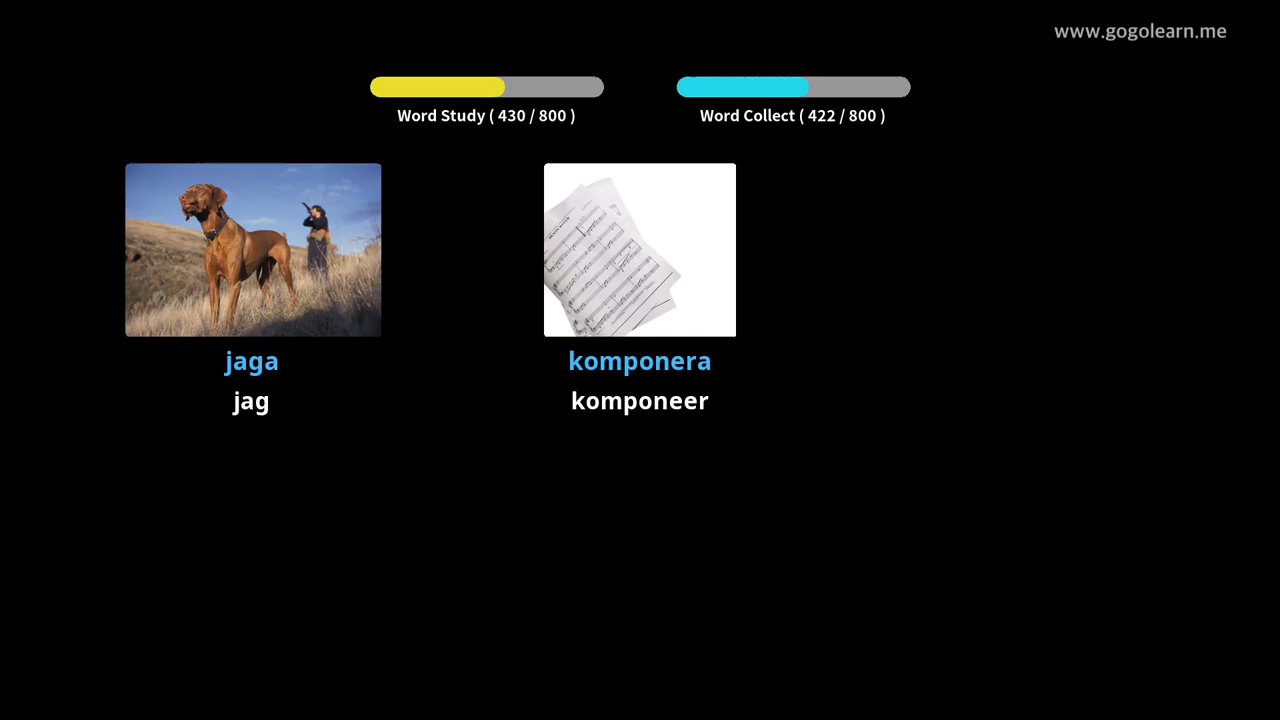 www.gogolearn.me
Word Study ( 430 / 800 )
Word Collect ( 422 / 800 )
jaga
jag
komponera
komponeer